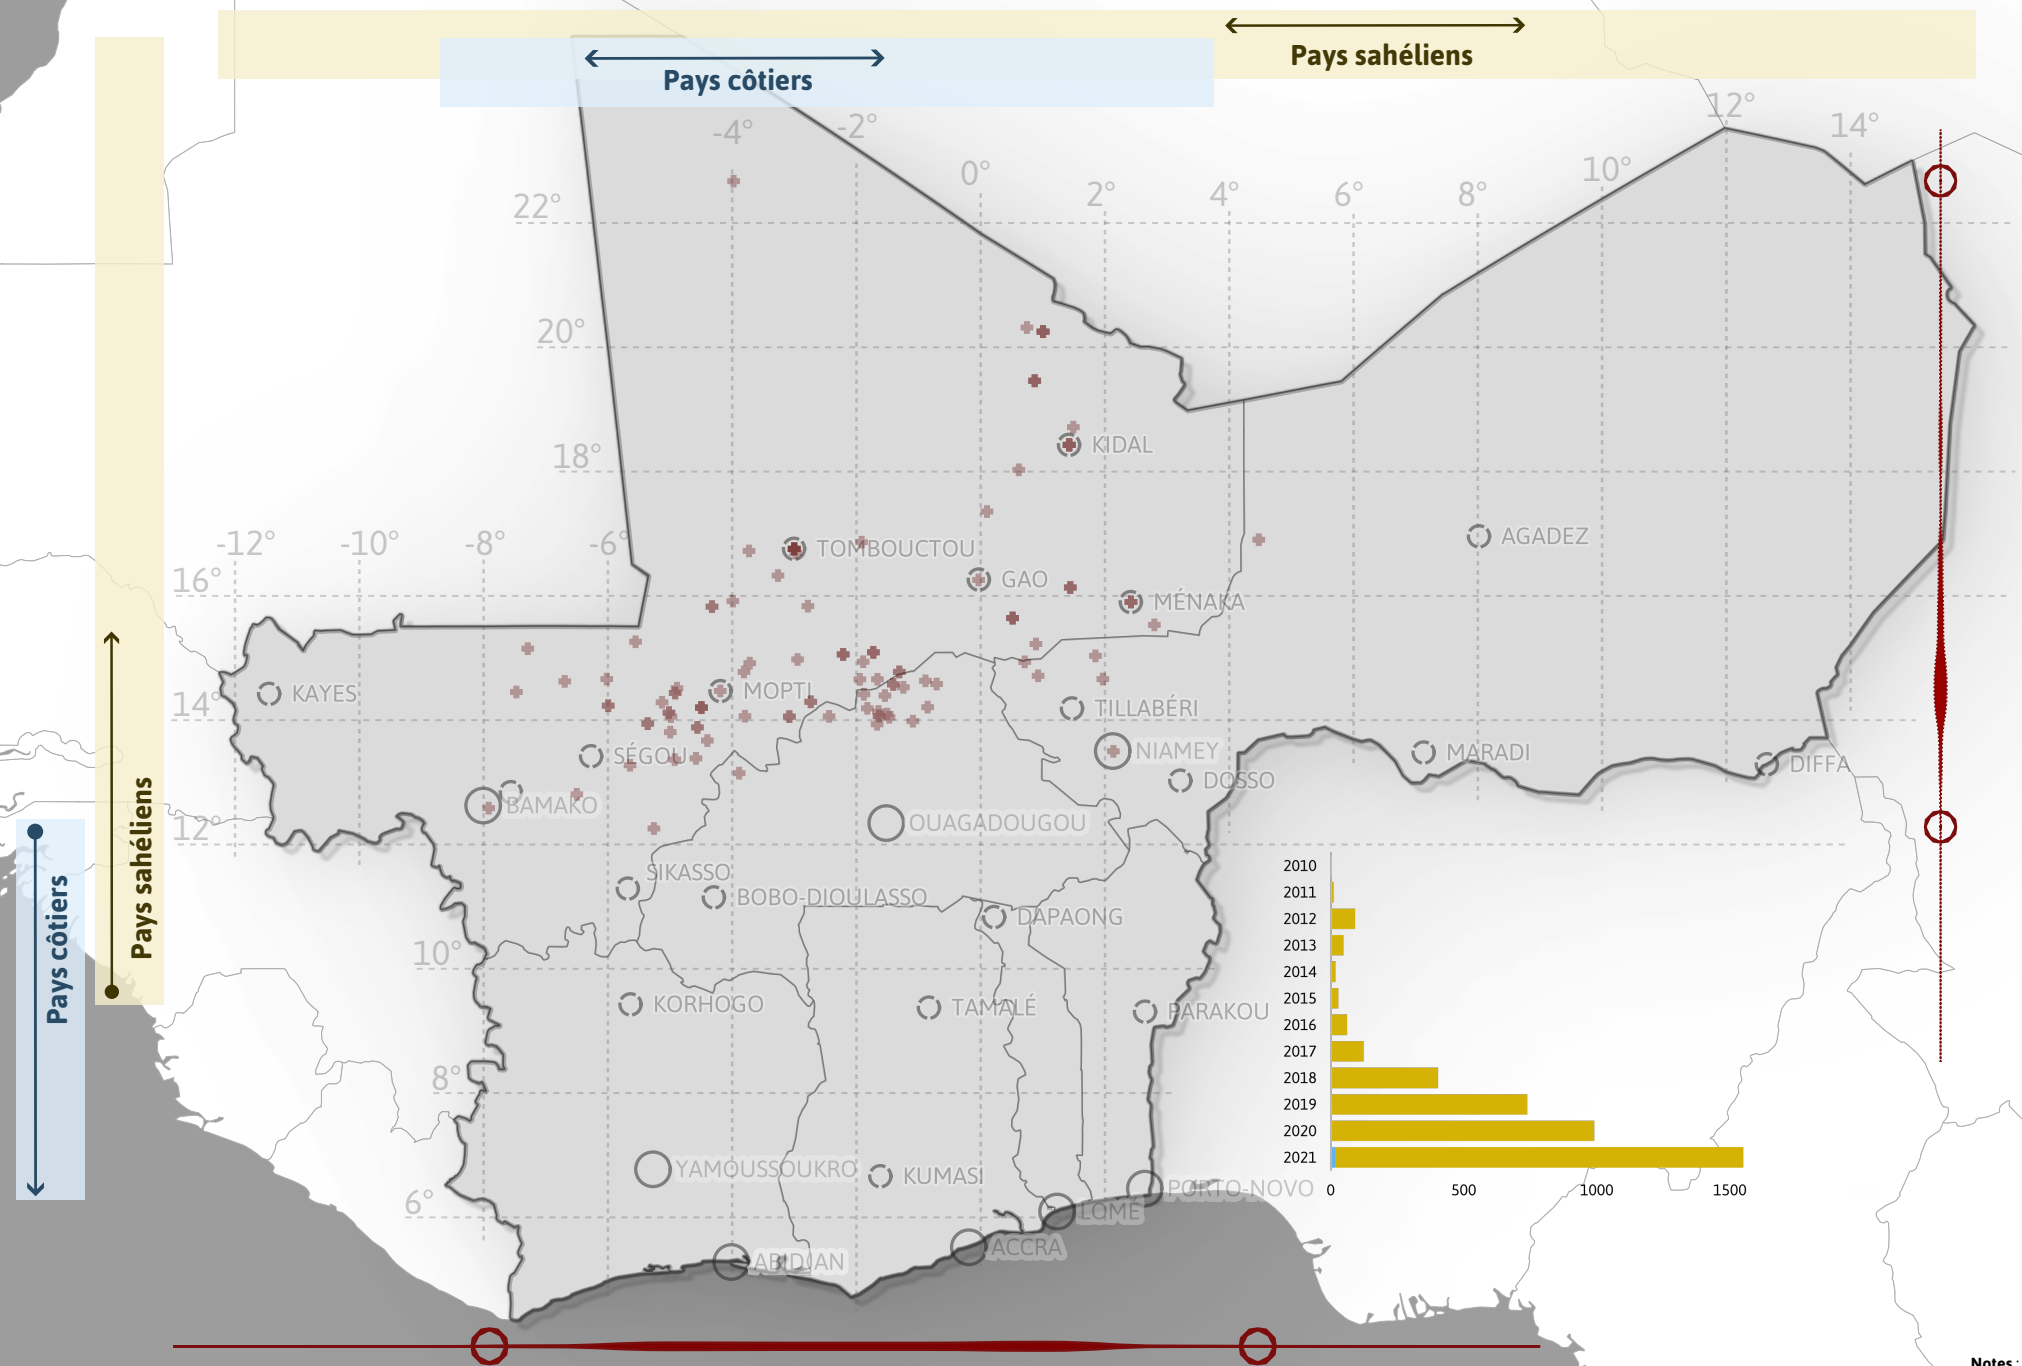 Pays sahéliens
Pays côtiers
12°
14°
-4°
-2°
0°
2°
4°
6°
8°
10°
22°
20°
18°
KIDAL
-12°
-10°
-8°
-6°
TOMBOUCTOU
AGADEZ
16°
GAO
MÉNAKA
KAYES
MOPTI
14°
TILLABÉRI
SÉGOU
NIAMEY
MARADI
DIFFA
DOSSO
BAMAKO
12°
OUAGADOUGOU
Pays sahéliens
Pays côtiers
SIKASSO
BOBO-DIOULASSO
DAPAONG
10°
KORHOGO
TAMALÉ
PARAKOU
8°
YAMOUSSOUKRO
KUMASI
PORTO-NOVO
6°
LOMÉ
ACCRA
ABIDJAN
2010
2011
2012
2013
2014
2015
2016
2017
2018
2019
2020
2021
0 500 1000 1500
Notes :